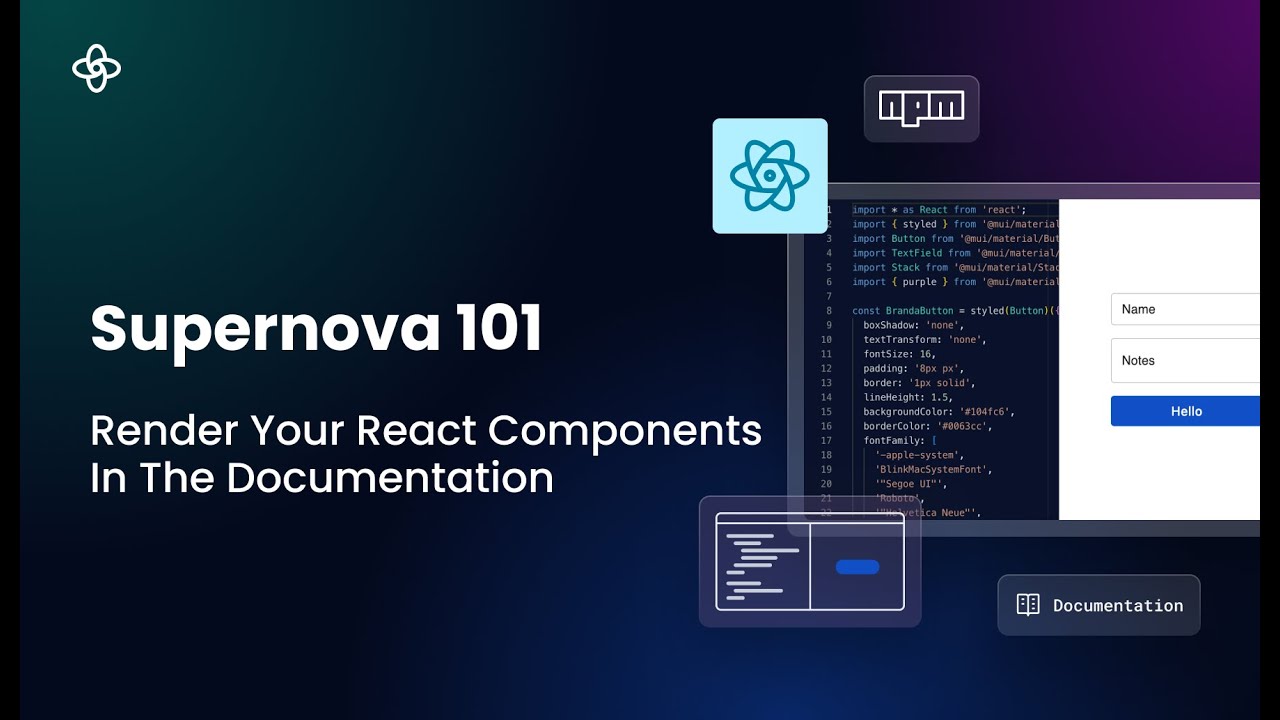 npm
1 import * as React from 'react';
2 import { styled } from '@mui/material
3 import Button from '@mui/material/But
4 import TextField from '@mui/material/
5 import Stack from '@mui/material/Stac
6 import { purple } from '@mui/material
7
8 const BrandaButton = styled(Button)({
9 boxShadow: 'none',
10 textTransform: 'none',
11 fontSize: 16,
12 padding: '8px px',
13 border: '1px solid',
14 lineHeight: 1.5,
15 backgroundColor: '#104fc6',
16 borderColor: '#0063cc',
17 fontFamily: [
18 '-apple-system',
19 'BlinkMacSystemFont',
20 '"Segoe UI"',
21 'Roboto',
22 '"Helvetica Neue"',
Name
Notes
Hello
Supernova 101
Render Your React Components
In The Documentation
Documentation